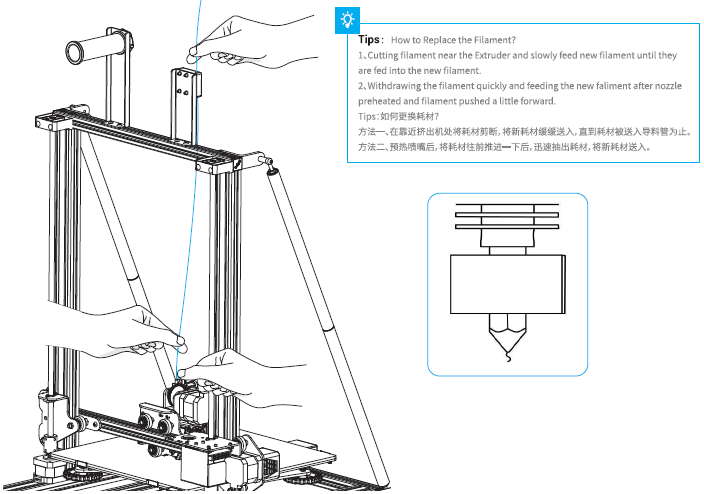 Tips: How to Replace the Filament?
1、Cutting filament near the Extruder and slowly feed new filament until they
are fed into the new filament.
2、Withdrawing the filament quickly and feeding the new faliment after nozzle
preheated and filament pushed a little forward.
Tips:如何更换耗材?
方法一、在靠近挤出机处将耗材剪断,将新耗材缓缓送入,直到耗材被送入导料管为止。
方法二、预热喷嘴后,将耗材往前推进一下后,迅速抽出耗材,将新耗材送入。